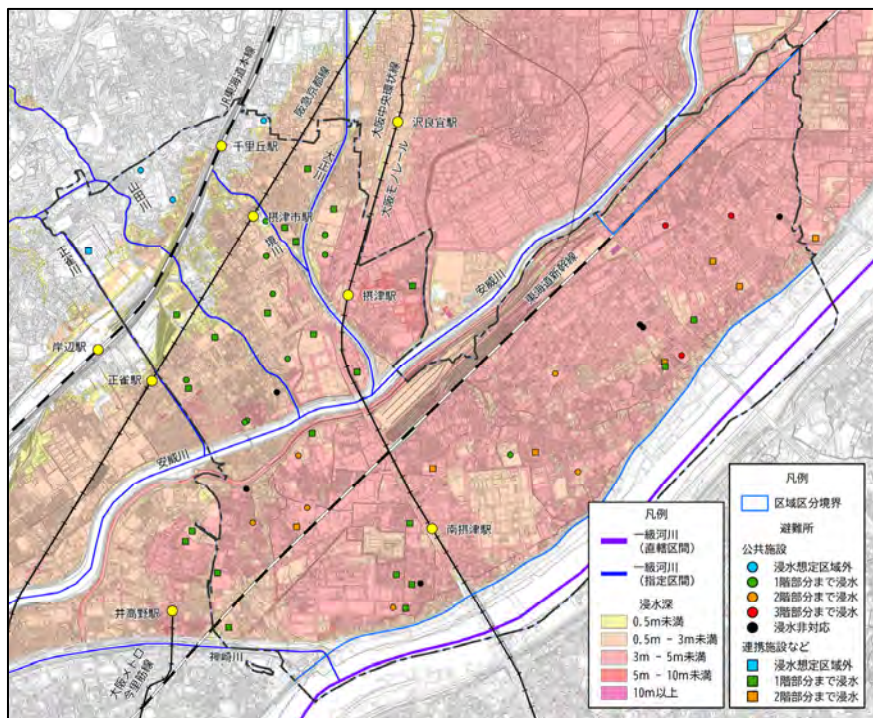 JR東海道本線
阪急京都線
大阪中央環状線
沢良宜駅
千里丘駅
三百川
大阪モノレール
山田川
摂津市駅
正雀川
境川
安威川
東海道新幹線
摂津駅
岸辺駅
正雀駅
安威川
南摂津駅
井高野駅
大阪メトロ
今里筋線
神崎川
凡例
一級河川
(直轄区間)
一級河川
(指定区間)
浸水深
0.5m未満
0.5m - 3m未満
3m - 5m未満
5m - 10m未満
10m以上
凡例
区域区分境界
避難所
公共施設
浸水想定区域外
1階部分まで浸水
2階部分まで浸水
3階部分まで浸水
浸水非対応
連携施設など
浸水想定区域外
1階部分まで浸水
2階部分まで浸水